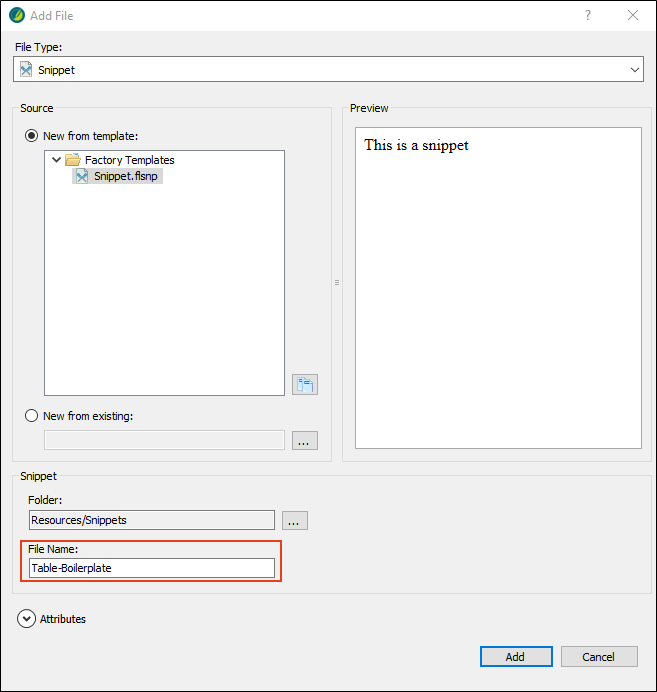 Add File
?
File Type:
Snippet
Source
New from template:
Factory Templates
Snippet.flsnp
New from existing:
...
Preview
This is a snippet
Snippet
Folder:
Resources/Snippets
...
File Name:
Table-Boilerplate
Attributes
Add
Cancel